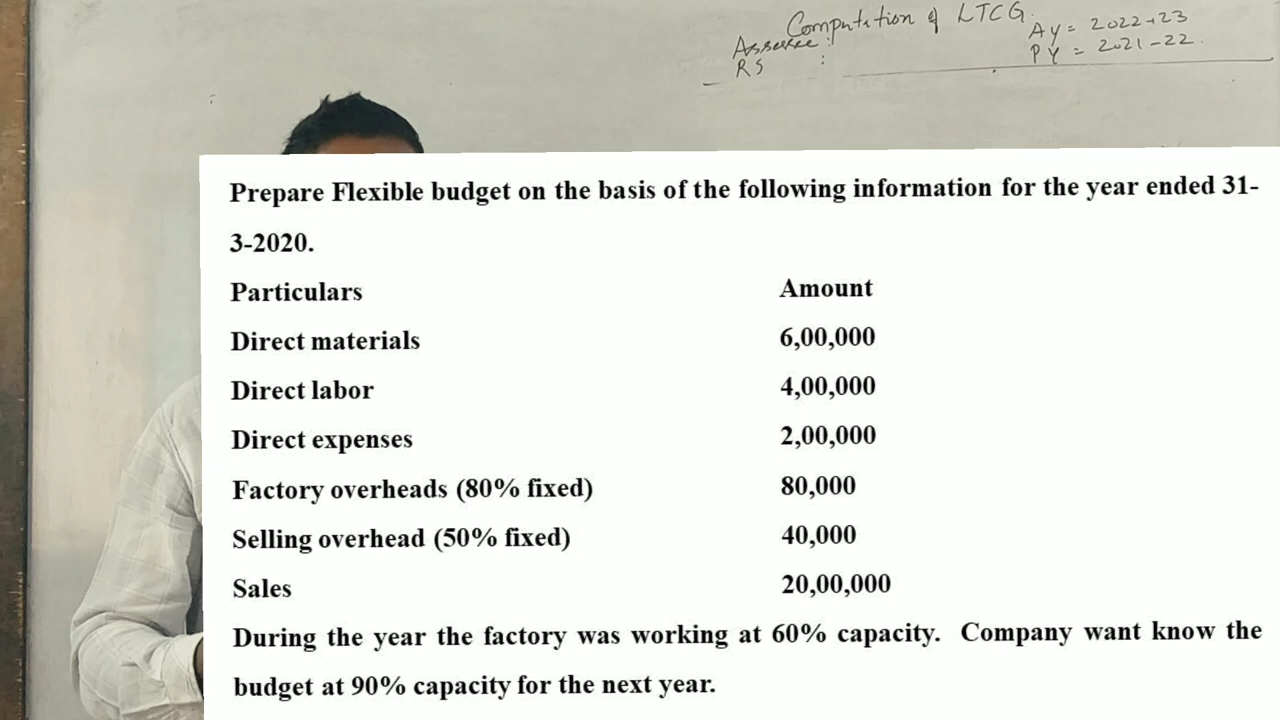 Computation of LTCG
Assessee :
AY = 2022-23
RS :
PY = 2021-22.
Prepare Flexible budget on the basis of the following information for the year ended 31-
3-2020.
Particulars Amount
Direct materials 6,00,000
Direct labor 4,00,000
Direct expenses 2,00,000
Factory overheads (80% fixed) 80,000
Selling overhead (50% fixed) 40,000
Sales 20,00,000
During the year the factory was working at 60% capacity. Company want know the
budget at 90% capacity for the next year.